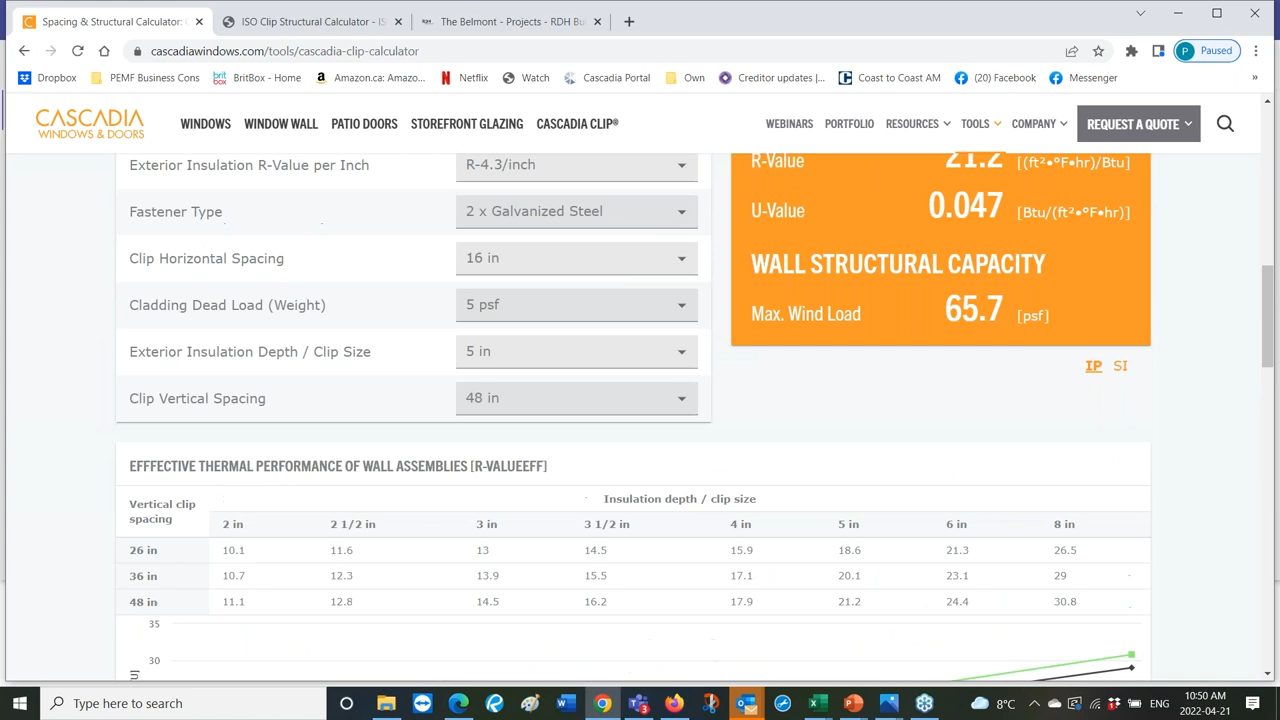 Spacing & Structural Calculator: C
ISO Clip Structural Calculator - IS
The Belmont - Projects - RDH Bu
cascadiawindows.com/tools/cascadia-clip-calculator
P Paused
Dropbox
PEMF Business Cons
BritBox - Home
Amazon.ca: Amazo...
Netflix
Watch
Cascadia Portal
Own
Creditor updates |...
Coast to Coast AM
(20) Facebook
Messenger
CASCADIA
WINDOWS & DOORS
WINDOWS
WINDOW WALL
PATIO DOORS
STOREFRONT GLAZING
CASCADIA CLIP®
WEBINARS
PORTFOLIO
RESOURCES
TOOLS
COMPANY
REQUEST A QUOTE
Exterior Insulation R-Value per Inch R-4.3/inch
Fastener Type 2 x Galvanized Steel
Clip Horizontal Spacing 16 in
Cladding Dead Load (Weight) 5 psf
Exterior Insulation Depth / Clip Size 5 in
Clip Vertical Spacing 48 in
R-Value 21.2 [(ft²•°F•hr)/Btu]
U-Value 0.047 [Btu/(ft²•°F•hr)]
WALL STRUCTURAL CAPACITY
Max. Wind Load 65.7 [psf]
IP SI
EFFFECTIVE THERMAL PERFORMANCE OF WALL ASSEMBLIES [R-VALUEEFF]
Vertical clip spacing
Insulation depth / clip size
2 in 2 1/2 in 3 in 3 1/2 in 4 in 5 in 6 in 8 in
26 in 10.1 11.6 13 14.5 15.9 18.6 21.3 26.5
36 in 10.7 12.3 13.9 15.5 17.1 20.1 23.1 29
48 in 11.1 12.8 14.5 16.2 17.9 21.2 24.4 30.8
35
30
Type here to search
8°C
10:50 AM
2022-04-21